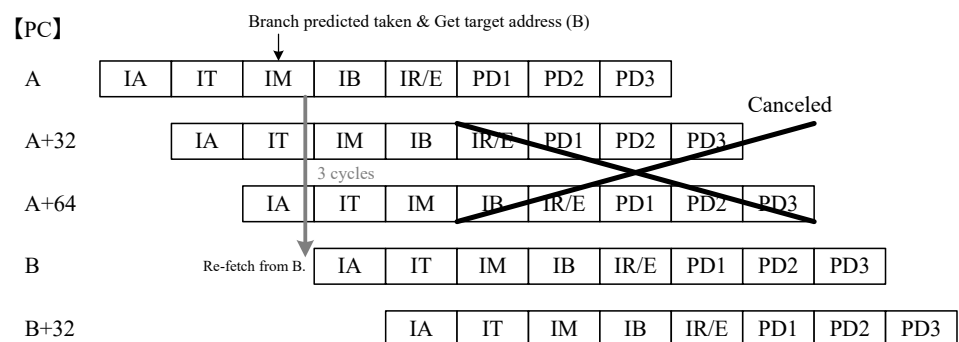 Branch predicted taken & Get target address (B)
【PC】
A IA IT IM IB IR/E PD1 PD2 PD3
Canceled
A+32 IA IT IM IB IR/E PD1 PD2 PD3
3 cycles
A+64 IA IT IM IB IR/E PD1 PD2 PD3
B Re-fetch from B. IA IT IM IB IR/E PD1 PD2 PD3
B+32 IA IT IM IB IR/E PD1 PD2 PD3